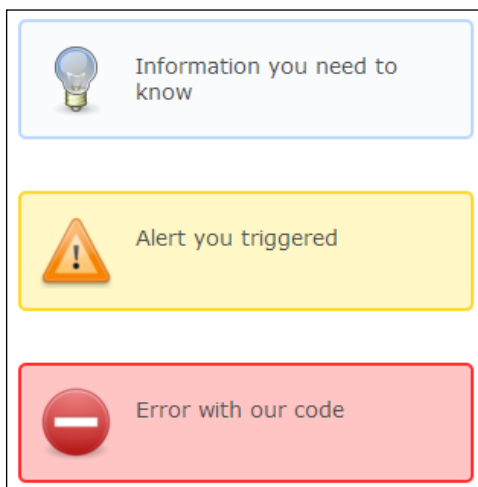 Information you need to
know
Alert you triggered
Error with our code